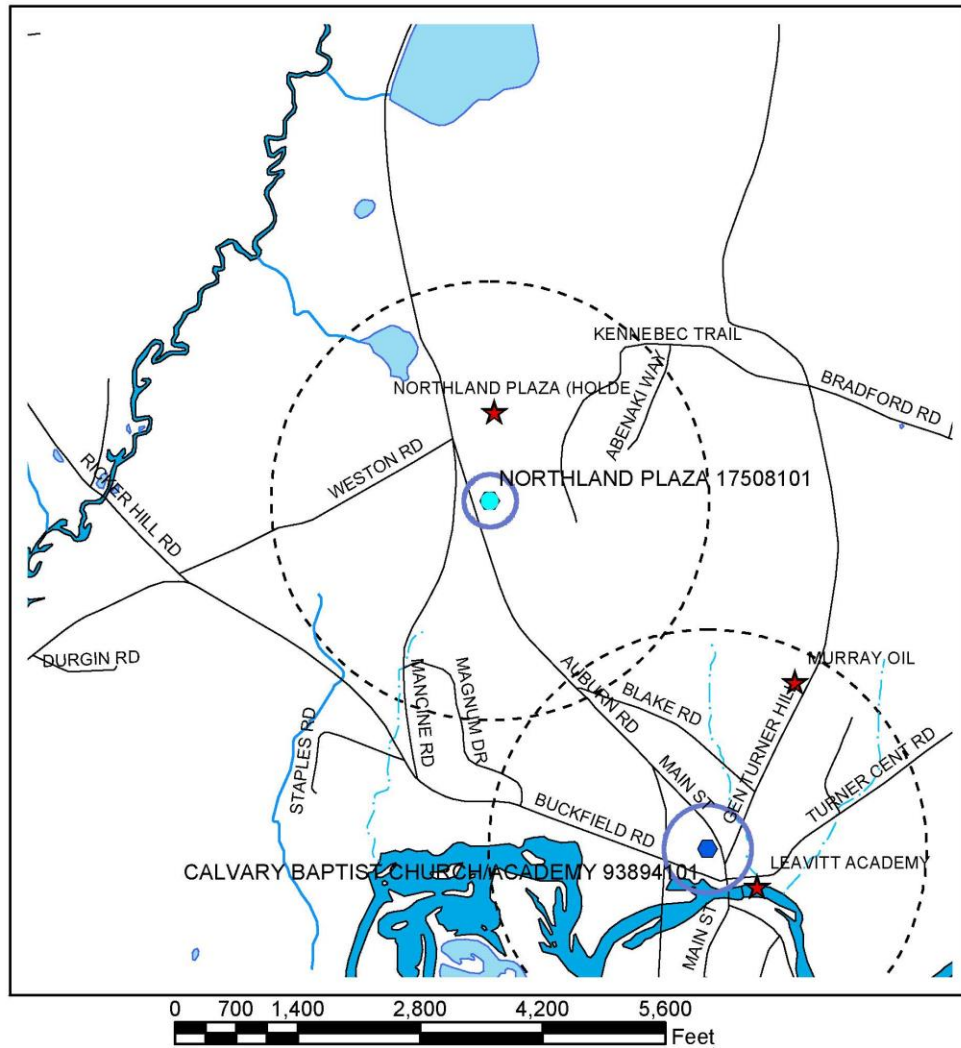 KENNEBEC TRAIL
ABENAKI WAY
BRADFORD RD
NORTHLAND PLAZA (HOLDE
WESTON RD
NORTHLAND PLAZA 17508101
RICKER HILL RD
DURGIN RD
MURRAY OIL
AUBURN RD
BLAKE RD
MANCINE RD
MAGNUM DR
GEN TURNER HILL
STAPLES RD
MAIN ST
TURNER CENT RD
BUCKFIELD RD
LEAVITT ACADEMY
CALVARY BAPTIST CHURCH/ACADEMY 93894101
MAIN ST
0 700 1,400 2,800 4,200 5,600
Feet